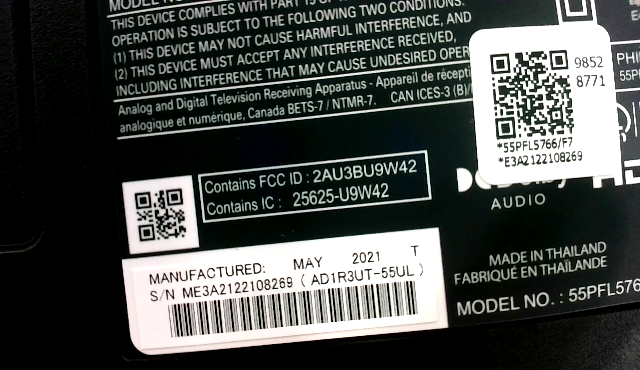 THIS DEVICE COMPLIES WITH PART 15 OF
OPERATION IS SUBJECT TO THE FOLLOWING TWO CONDITIONS:
(1) THIS DEVICE MAY NOT CAUSE HARMFUL INTERFERENCE, AND
(2) THIS DEVICE MUST ACCEPT ANY INTERFERENCE RECEIVED,
INCLUDING INTERFERENCE THAT MAY CAUSE UNDESIRED OPER
Analog and Digital Television Receiving Apparatus - Appareil de récepti
analogique et numérique, Canada BETS-7 / NTMR-7. CAN ICES-3 (B)/
9852
8771
*55PFL5766/F7
*E3A2122108269
PHI
55P
Contains FCC ID : 2AU3BU9W42
Contains IC : 25625-U9W42
AUDIO
MANUFACTURED: MAY 2021 T
S/N ME3A2122108269 ( AD1R3UT-55UL )
MADE IN THAILAND
FABRIQUÉ EN THAÏLANDE
MODEL NO. : 55PFL576